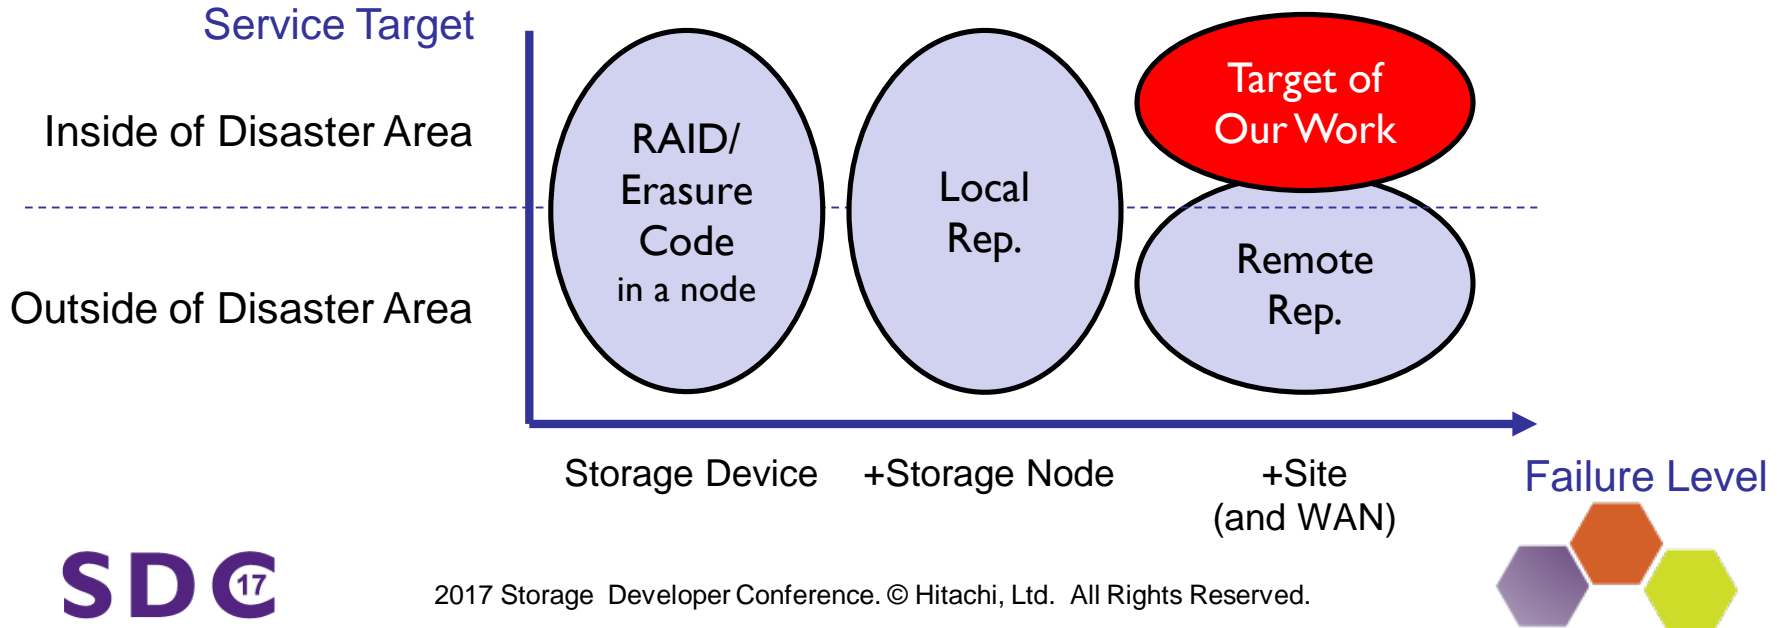 Service Target
Inside of Disaster Area
Outside of Disaster Area
RAID/
Erasure
Code
in a node
Local
Rep.
Target of
Our Work
Remote
Rep.
Storage Device
+Storage Node
+Site
(and WAN)
Failure Level
SDC 17
2017 Storage Developer Conference. © Hitachi, Ltd. All Rights Reserved.